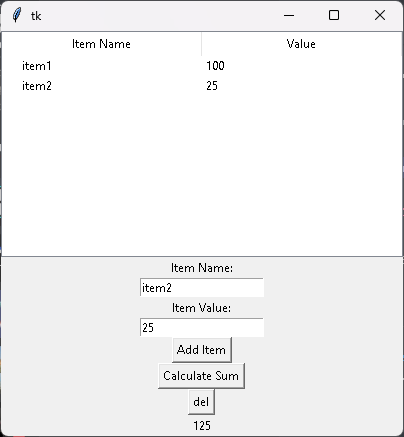 tk
Item Name Value
item1 100
item2 25
Item Name:
item2
Item Value:
25
Add Item
Calculate Sum
del
125